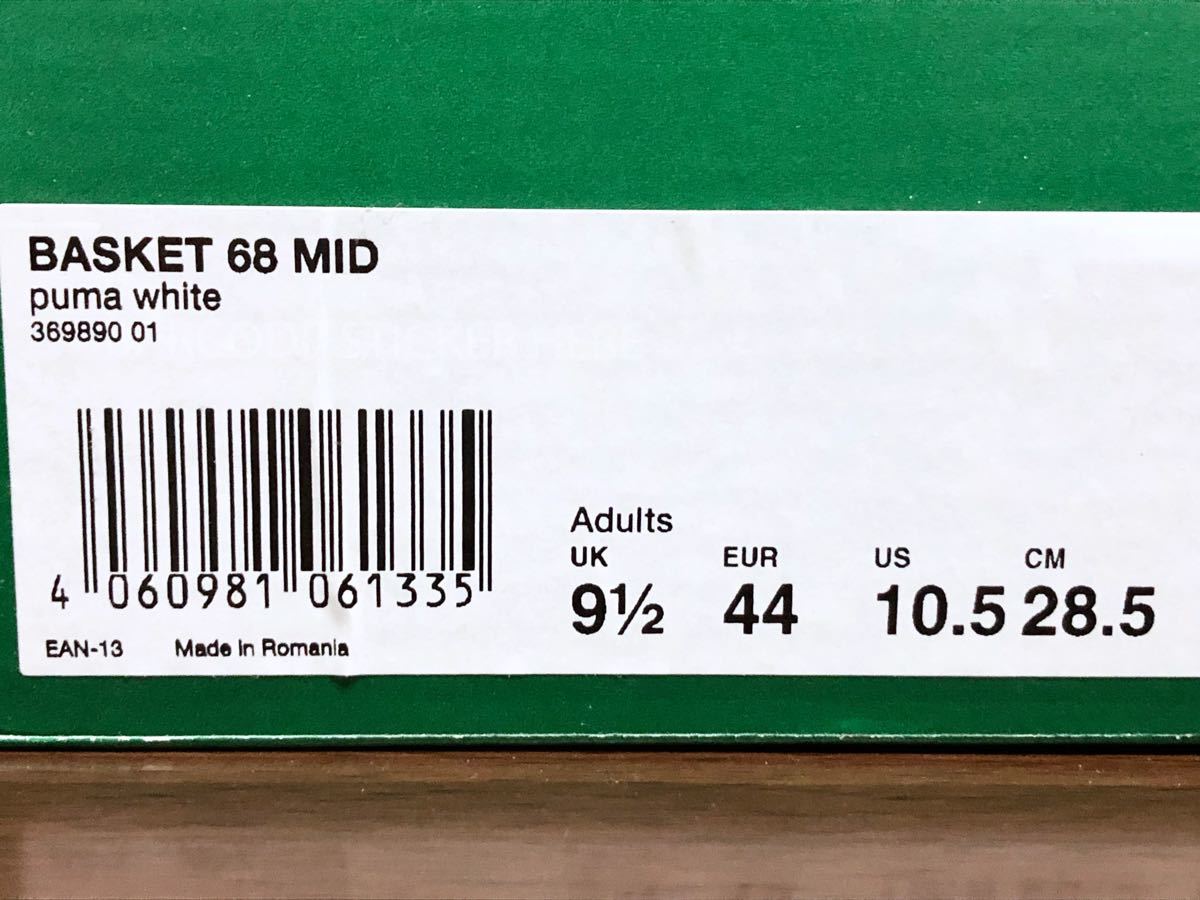 BASKET 68 MID
puma white
369890 01
4 060981 061335
EAN-13 Made in Romania
Adults
UK EUR US CM
9½ 44 10.5 28.5